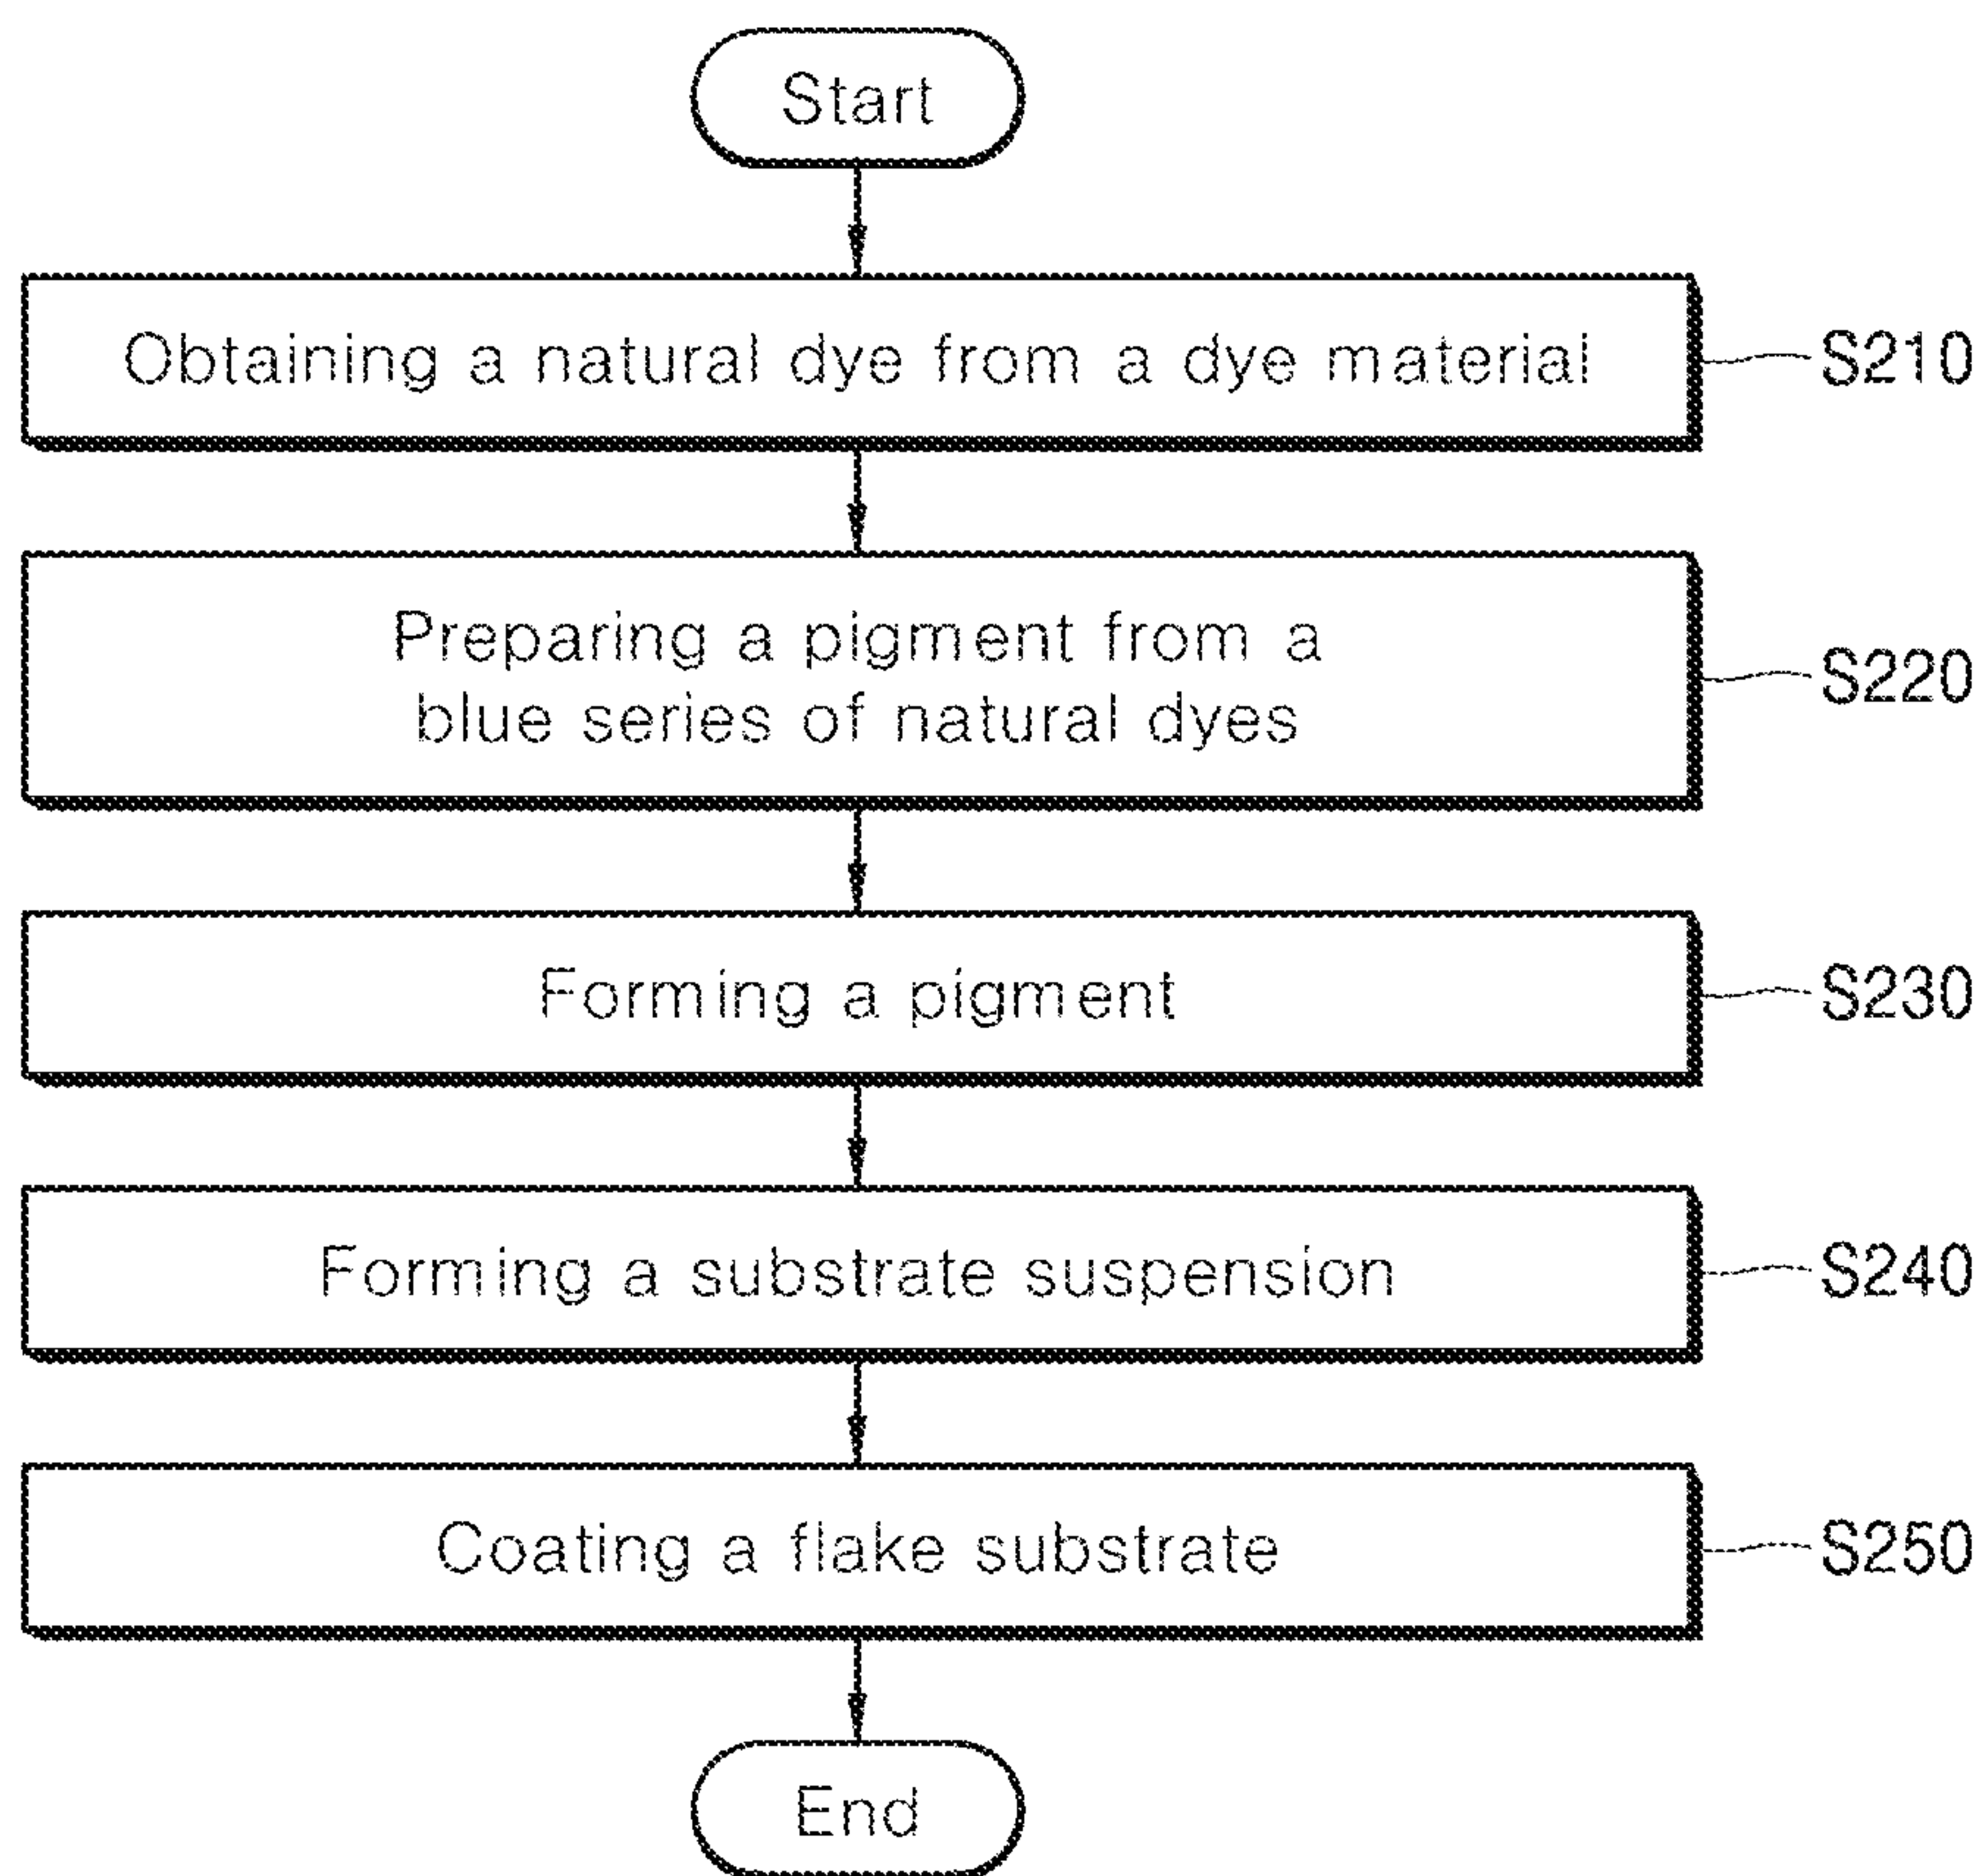 Start
Obtaining a natural dye from a dye material
S210
Preparing a pigment from a
blue series of natural dyes
S220
Forming a pigment
S230
Forming a substrate suspension
S240
Coating a flake substrate
S250
End